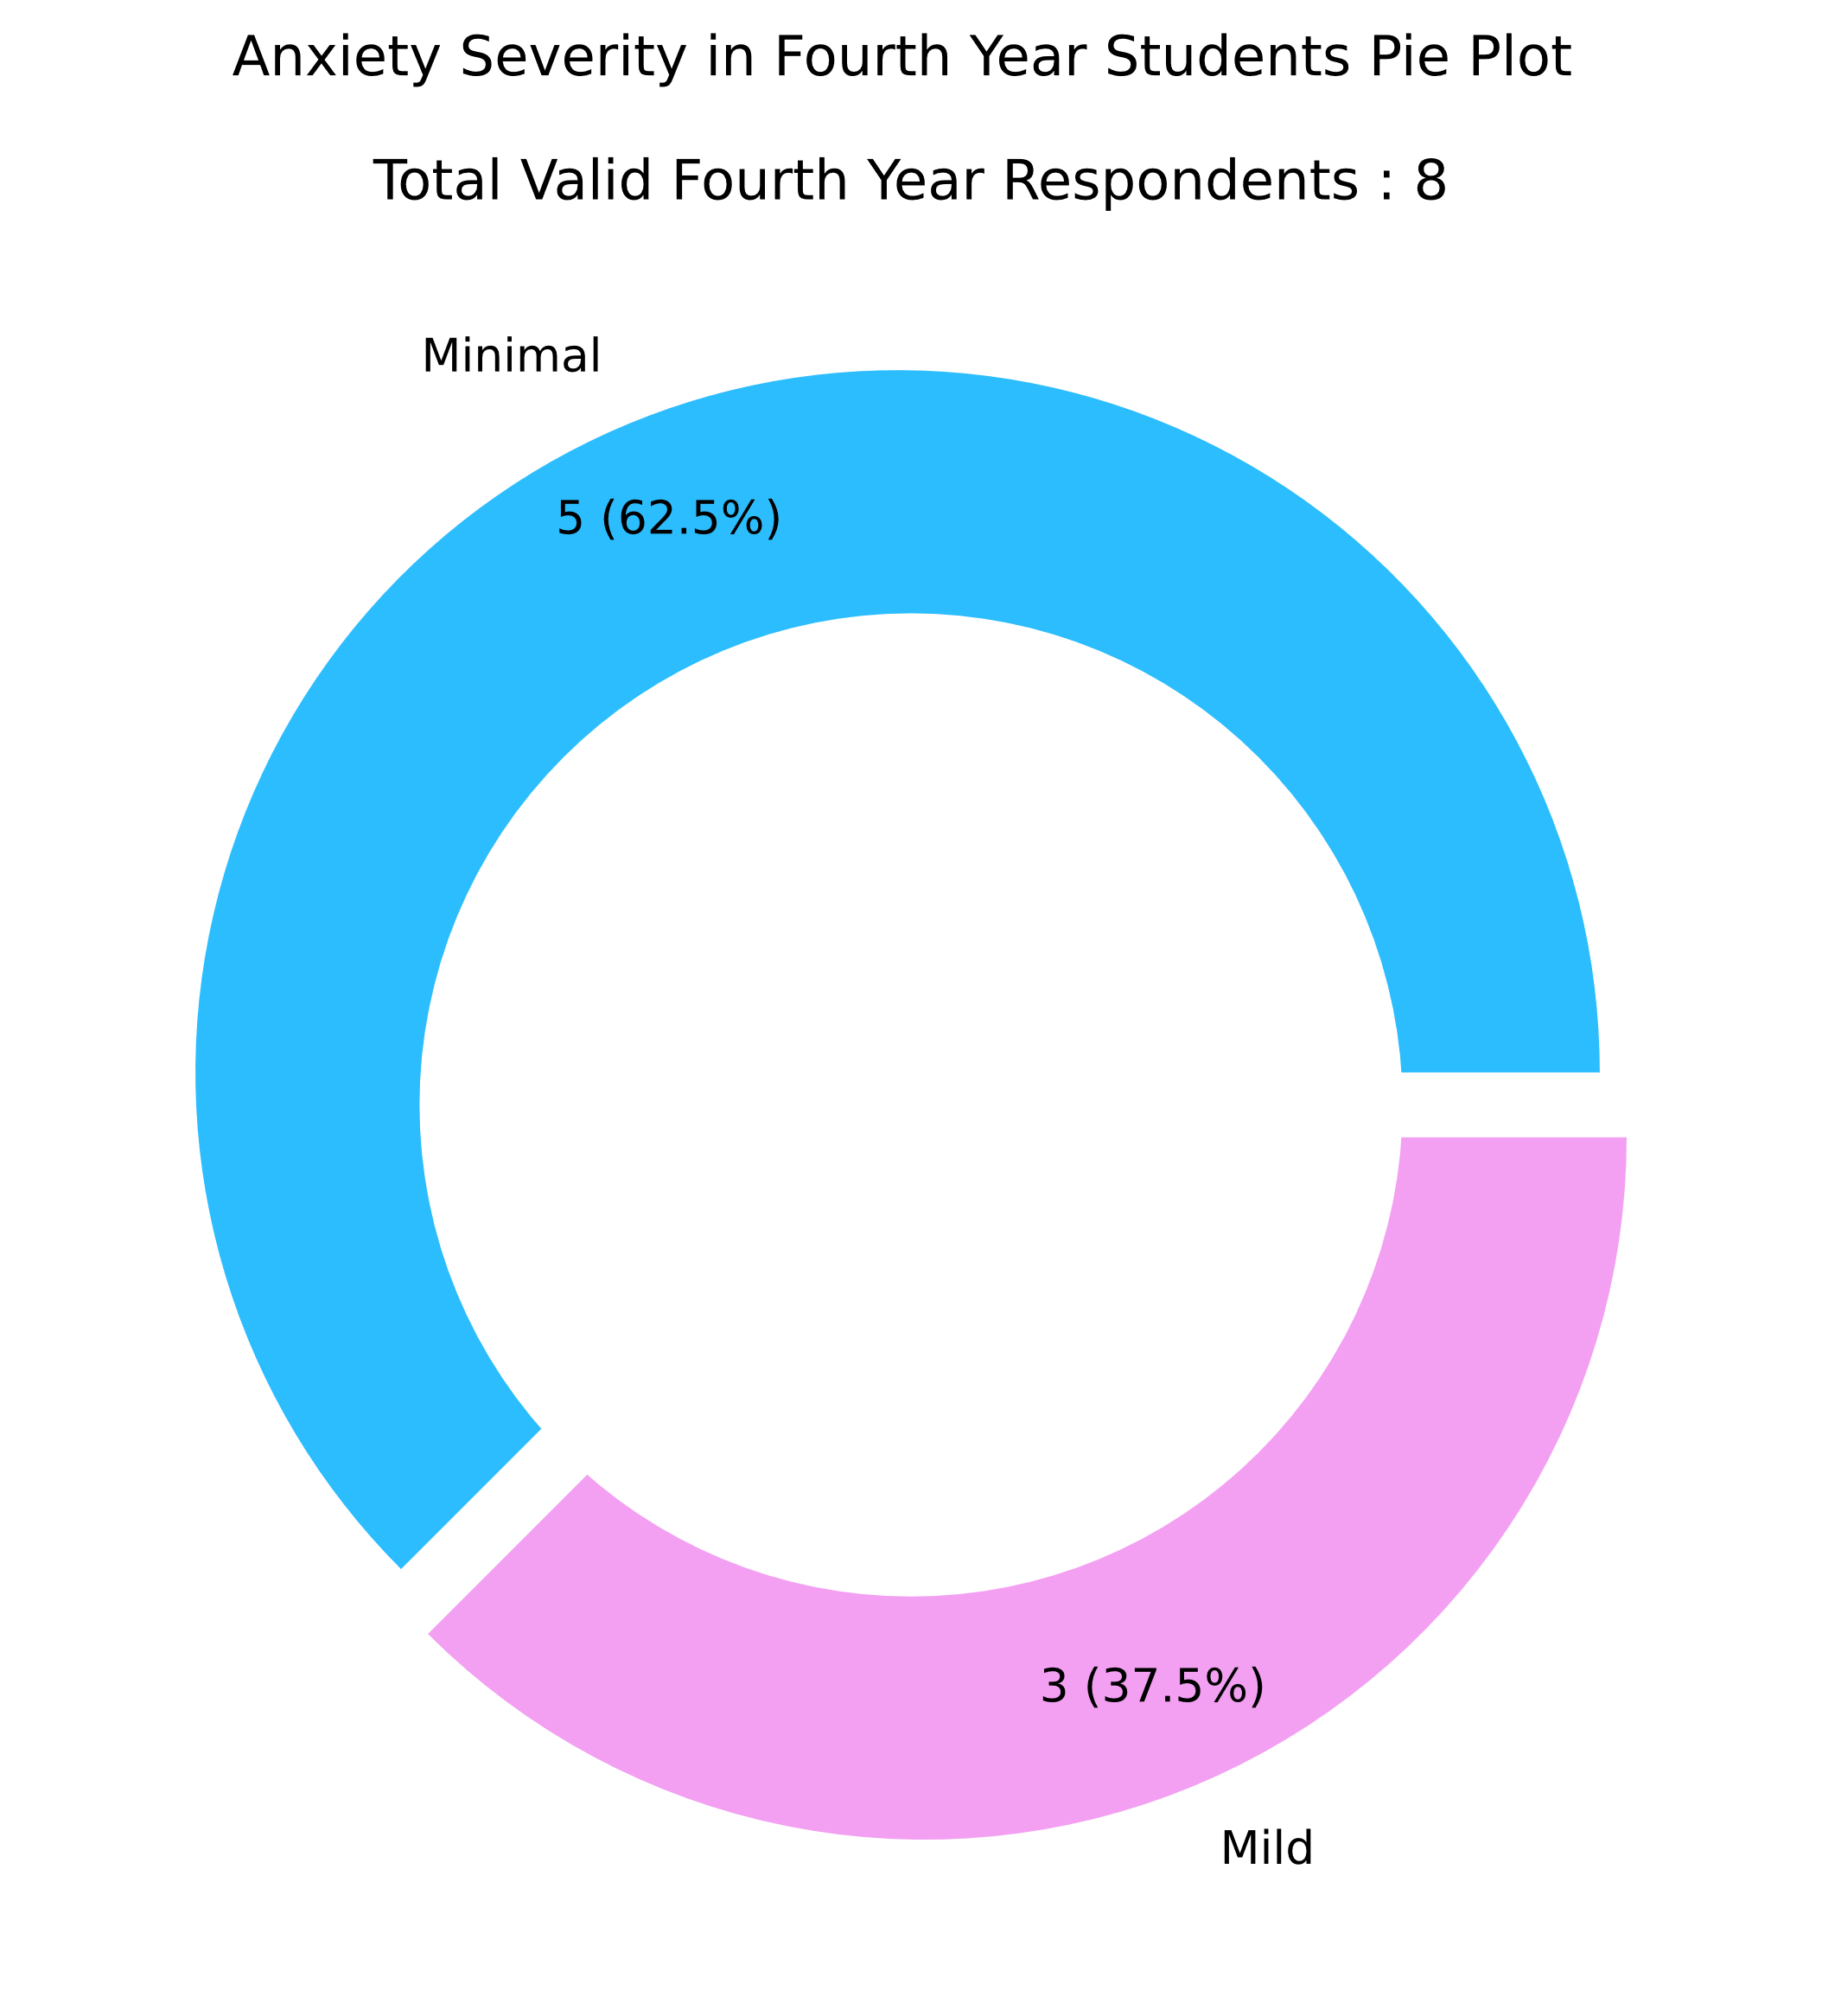 Anxiety Severity in Fourth Year Students Pie Plot
Total Valid Fourth Year Respondents : 8
Minimal
5 (62.5%)
3 (37.5%)
Mild